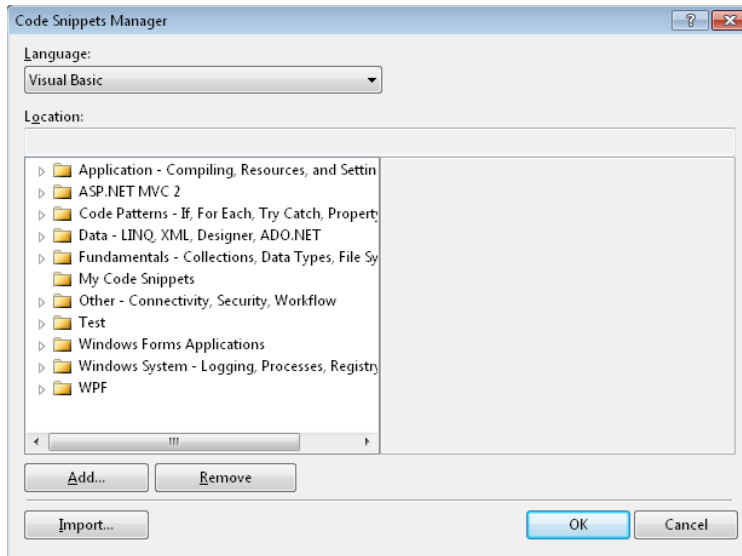 Code Snippets Manager
Language:
Visual Basic
Location:
Application - Compiling, Resources, and Settin
ASP.NET MVC 2
Code Patterns - If, For Each, Try Catch, Property
Data - LINQ, XML, Designer, ADO.NET
Fundamentals - Collections, Data Types, File Sy
My Code Snippets
Other - Connectivity, Security, Workflow
Test
Windows Forms Applications
Windows System - Logging, Processes, Registry
WPF
Add... Remove
Import... OK Cancel